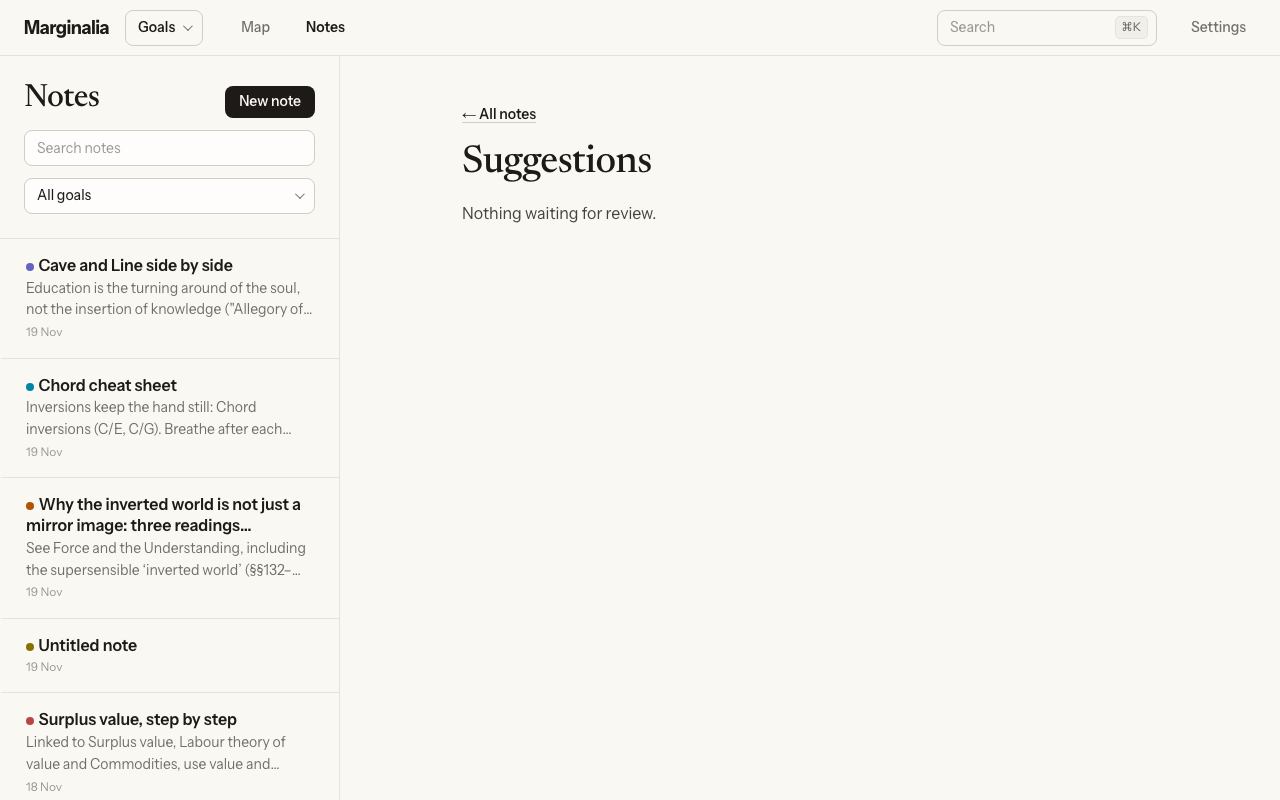 Marginalia
Goals
Map
Notes
Search
⌘K
Settings
Notes
New note
Search notes
All goals
Cave and Line side by side
Education is the turning around of the soul,
not the insertion of knowledge ("Allegory of...
19 Nov
Chord cheat sheet
Inversions keep the hand still: Chord
inversions (C/E, C/G). Breathe after each...
19 Nov
Why the inverted world is not just a
mirror image: three readings...
See Force and the Understanding, including
the supersensible ‘inverted world’ (§§132–...
19 Nov
Untitled note
19 Nov
Surplus value, step by step
Linked to Surplus value, Labour theory of
value and Commodities, use value and...
18 Nov
← All notes
Suggestions
Nothing waiting for review.